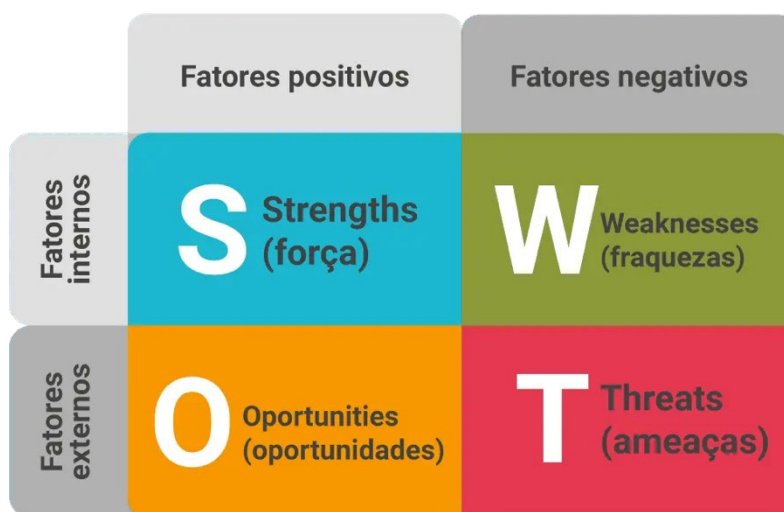 Fatores positivos
Fatores negativos
Fatores
internos
S
Strengths
(força)
W
Weaknesses
(fraquezas)
Fatores
externos
O
Oportunities
(oportunidades)
T
Threats
(ameaças)